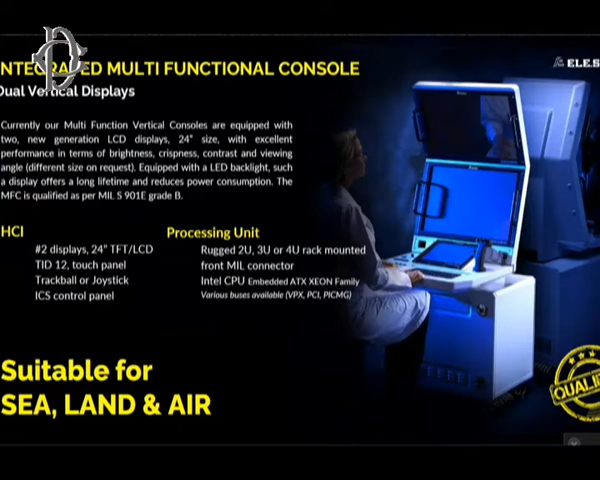 NTEGRATED MULTI FUNCTIONAL CONSOLE
Dual Vertical Displays
ELE.S
Currently our Multi Function Vertical Consoles are equipped with
two, new generation LCD displays, 24" size, with excellent
performance in terms of brightness, crispness, contrast and viewing
angle (different size on request). Equipped with a LED backlight, such
a display offers a long lifetime and reduces power consumption. The
MFC is qualified as per MIL S 901E grade B.
HCI
#2 displays, 24" TFT/LCD
TID 12, touch panel
Trackball or Joystick
ICS control panel
Processing Unit
Rugged 2U, 3U or 4U rack mounted
front MIL connector
Intel CPU Embedded ATX XEON Family
Various buses available (VPX, PCI, PICMG)
Suitable for
SEA, LAND & AIR
QUALIF